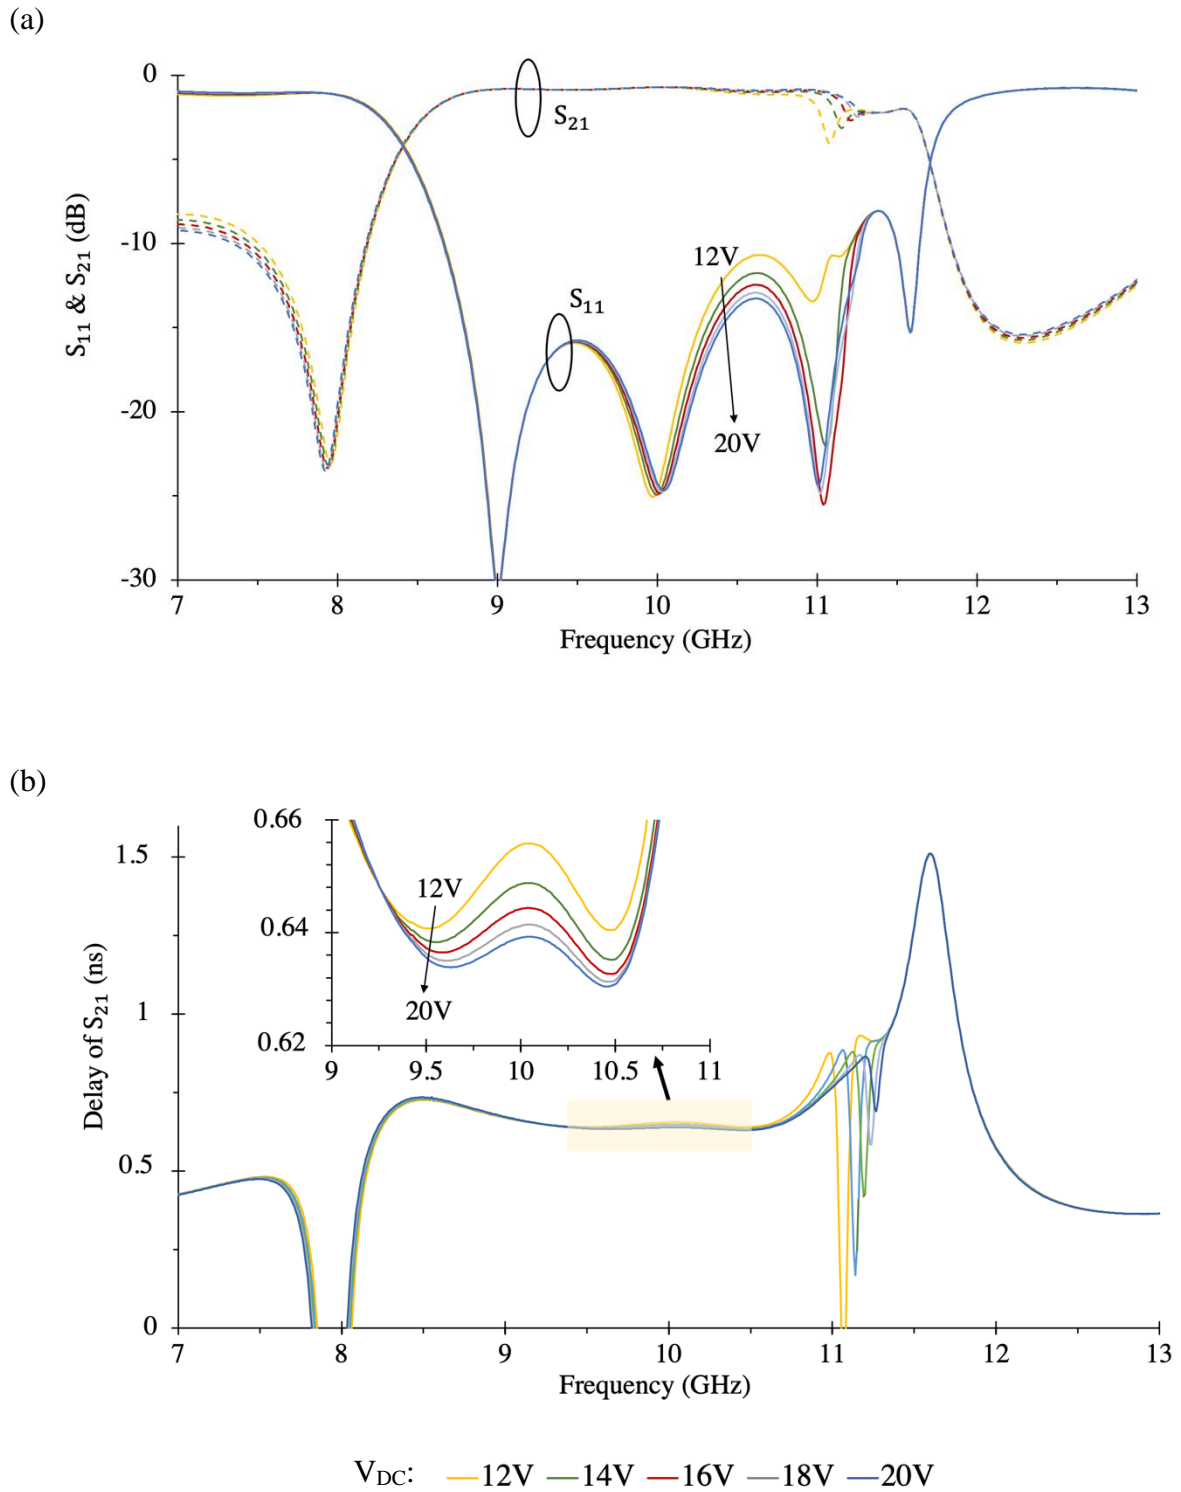 (a)
0
-10
-20
-30
S₁₁ & S₂₁ (dB)
S₂₁
S₁₁
12V
20V
7 8 9 10 11 12 13
Frequency (GHz)
(b)
1.5
1
0.5
0
Delay of S₂₁ (ns)
0.66
0.64
0.62
12V
20V
9 9.5 10 10.5 11
7 8 9 10 11 12 13
Frequency (GHz)
V_DC: 12V 14V 16V 18V 20V